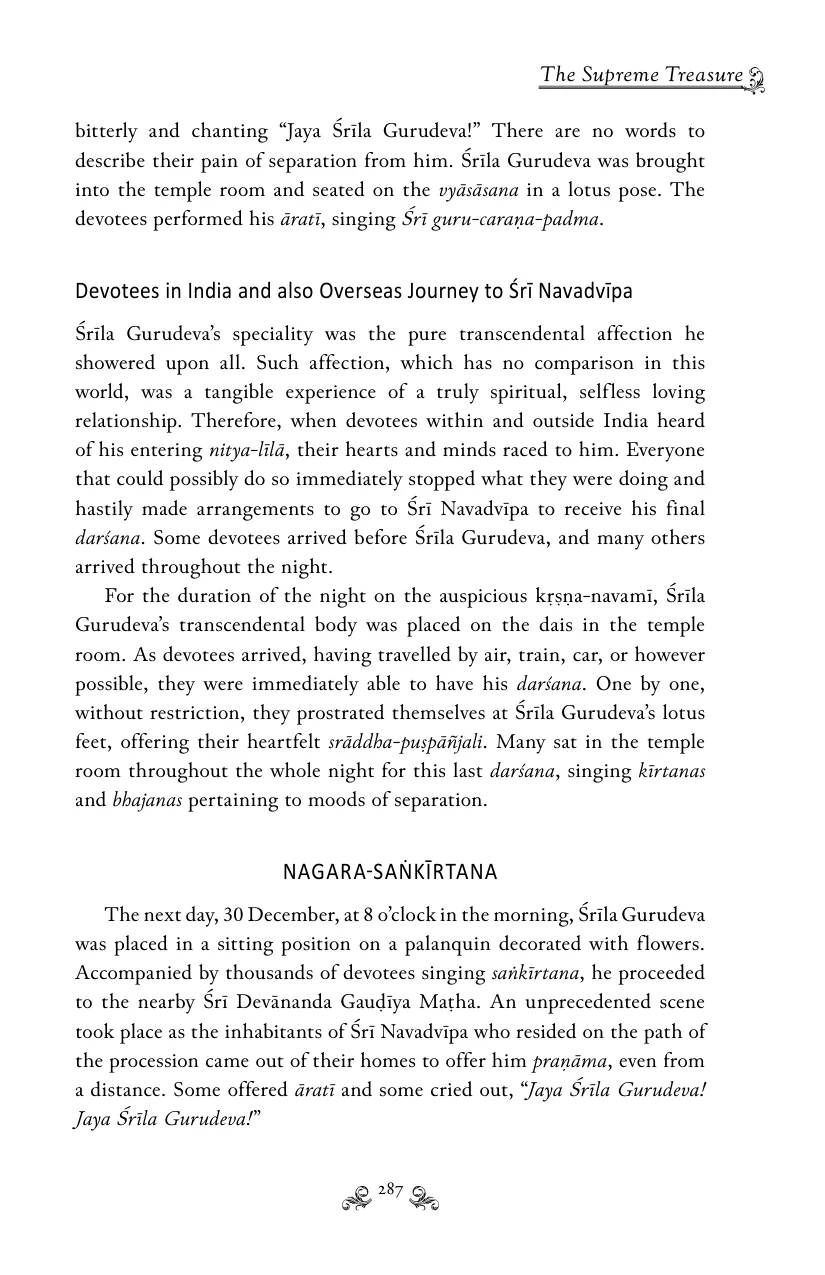 The Supreme Treasure
bitterly and chanting “Jaya Śrīla Gurudeva!” There are no words to
describe their pain of separation from him. Śrīla Gurudeva was brought
into the temple room and seated on the vyāsāsana in a lotus pose. The
devotees performed his āratī, singing Śrī guru-caraṇa-padma.
Devotees in India and also Overseas Journey to Śrī Navadvīpa
Śrīla Gurudeva’s speciality was the pure transcendental affection he
showered upon all. Such affection, which has no comparison in this
world, was a tangible experience of a truly spiritual, selfless loving
relationship. Therefore, when devotees within and outside India heard
of his entering nitya-līlā, their hearts and minds raced to him. Everyone
that could possibly do so immediately stopped what they were doing and
hastily made arrangements to go to Śrī Navadvīpa to receive his final
darśana. Some devotees arrived before Śrīla Gurudeva, and many others
arrived throughout the night.
For the duration of the night on the auspicious kṛṣṇa-navamī, Śrīla
Gurudeva’s transcendental body was placed on the dais in the temple
room. As devotees arrived, having travelled by air, train, car, or however
possible, they were immediately able to have his darśana. One by one,
without restriction, they prostrated themselves at Śrīla Gurudeva’s lotus
feet, offering their heartfelt srāddha-puṣpāñjali. Many sat in the temple
room throughout the whole night for this last darśana, singing kīrtanas
and bhajanas pertaining to moods of separation.
NAGARA-SAṄKĪRTANA
The next day, 30 December, at 8 o’clock in the morning, Śrīla Gurudeva
was placed in a sitting position on a palanquin decorated with flowers.
Accompanied by thousands of devotees singing saṅkīrtana, he proceeded
to the nearby Śrī Devānanda Gauḍīya Maṭha. An unprecedented scene
took place as the inhabitants of Śrī Navadvīpa who resided on the path of
the procession came out of their homes to offer him praṇāma, even from
a distance. Some offered āratī and some cried out, “Jaya Śrīla Gurudeva!
Jaya Śrīla Gurudeva!”
287